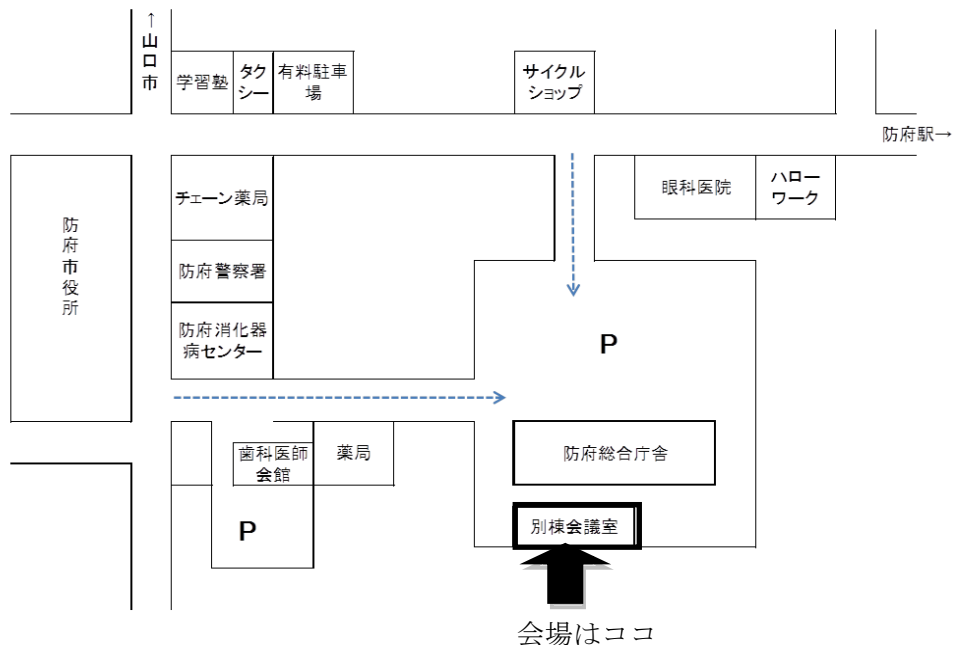 ↑山口市
学習塾
タク
シー
有料駐車
場
サイクル
ショップ
防府駅→
防府市役所
チェーン薬局
眼科医院
ハロー
ワーク
防府警察署
防府消化器
病センター
P
歯科医師
会館
薬局
防府総合庁舎
P
別棟会議室
会場はココ